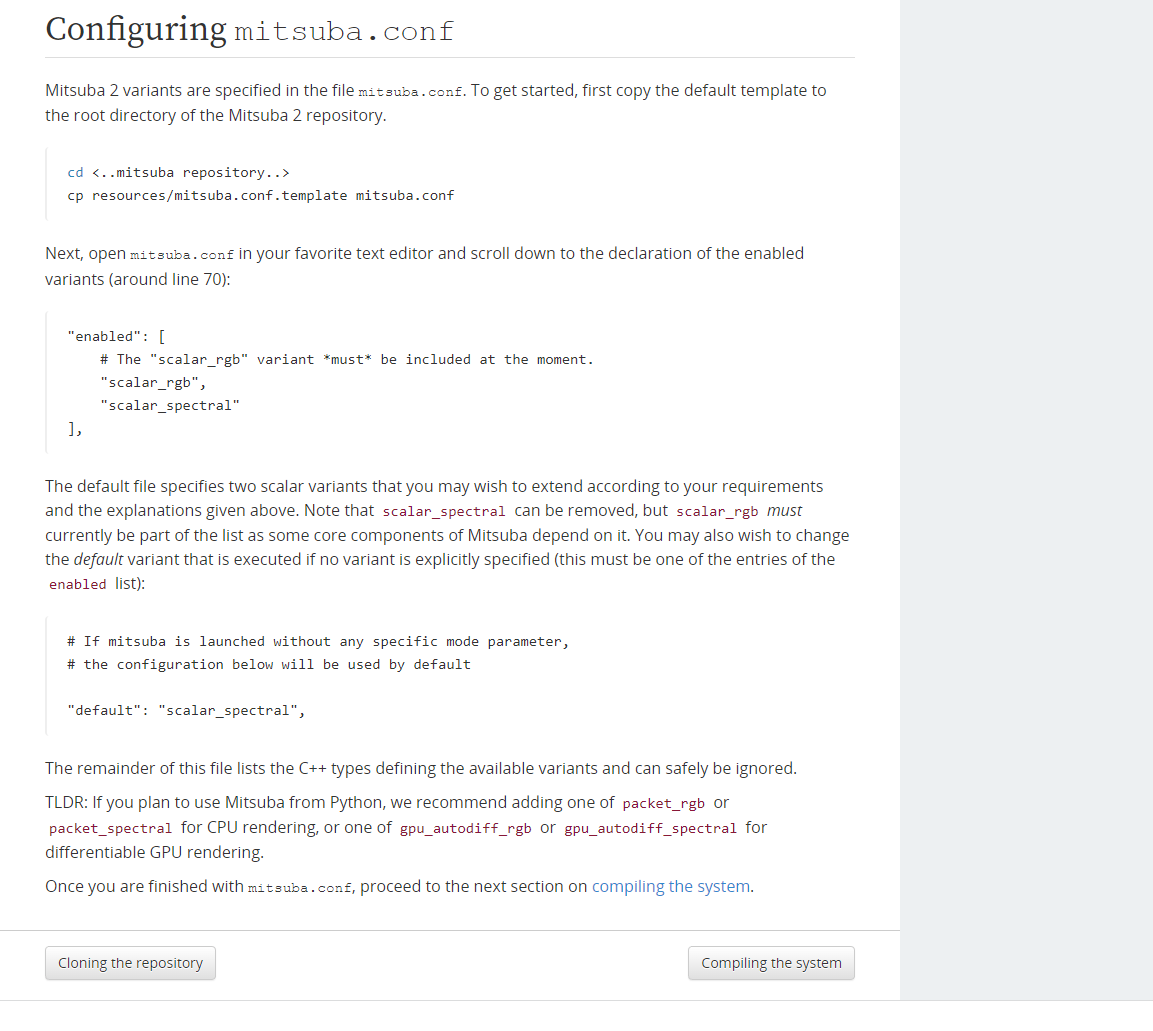 Configuring mitsuba.conf
Mitsuba 2 variants are specified in the file mitsuba.conf. To get started, first copy the default template to
the root directory of the Mitsuba 2 repository.
cd <..mitsuba repository..>
cp resources/mitsuba.conf.template mitsuba.conf
Next, open mitsuba.conf in your favorite text editor and scroll down to the declaration of the enabled
variants (around line 70):
"enabled": [
    # The "scalar_rgb" variant *must* be included at the moment.
    "scalar_rgb",
    "scalar_spectral"
],
The default file specifies two scalar variants that you may wish to extend according to your requirements
and the explanations given above. Note that scalar_spectral can be removed, but scalar_rgb must
currently be part of the list as some core components of Mitsuba depend on it. You may also wish to change
the default variant that is executed if no variant is explicitly specified (this must be one of the entries of the
enabled list):
# If mitsuba is launched without any specific mode parameter,
# the configuration below will be used by default
"default": "scalar_spectral",
The remainder of this file lists the C++ types defining the available variants and can safely be ignored.
TLDR: If you plan to use Mitsuba from Python, we recommend adding one of packet_rgb or
packet_spectral for CPU rendering, or one of gpu_autodiff_rgb or gpu_autodiff_spectral for
differentiable GPU rendering.
Once you are finished with mitsuba.conf, proceed to the next section on compiling the system.
Cloning the repository
Compiling the system